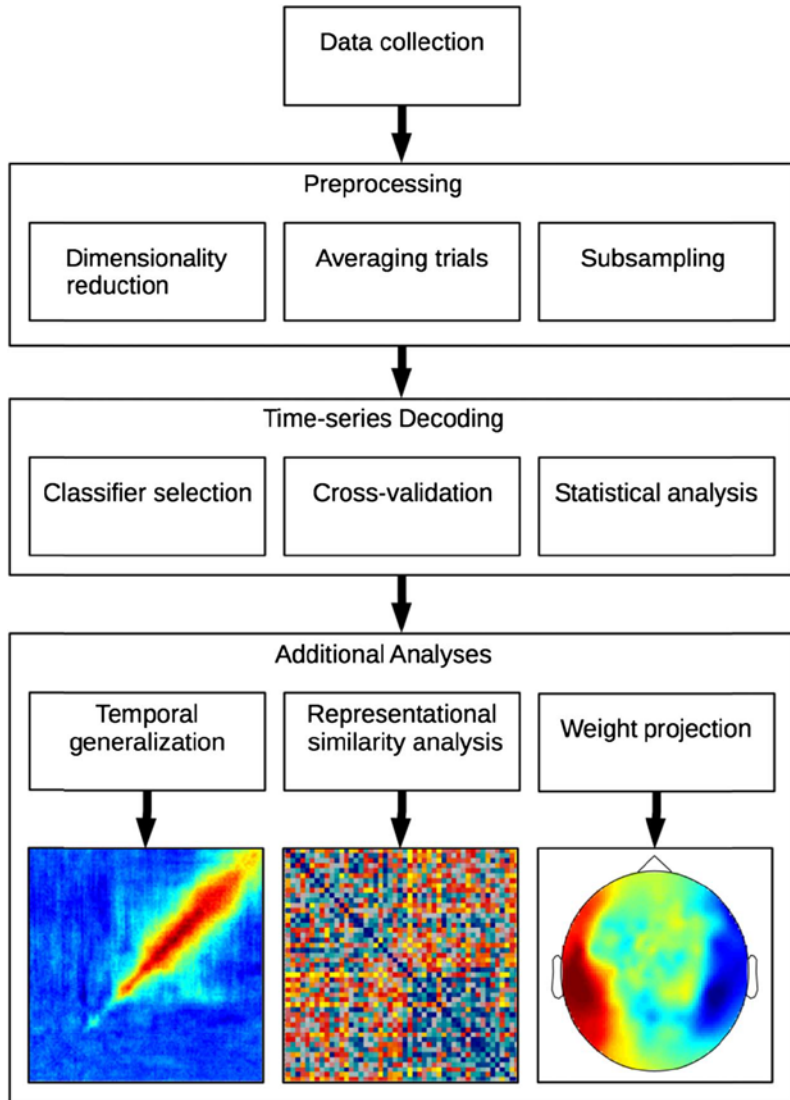 Data collection
Preprocessing
Dimensionality
reduction
Averaging trials
Subsampling
Time-series Decoding
Classifier selection
Cross-validation
Statistical analysis
Additional Analyses
Temporal
generalization
Representational
similarity analysis
Weight projection